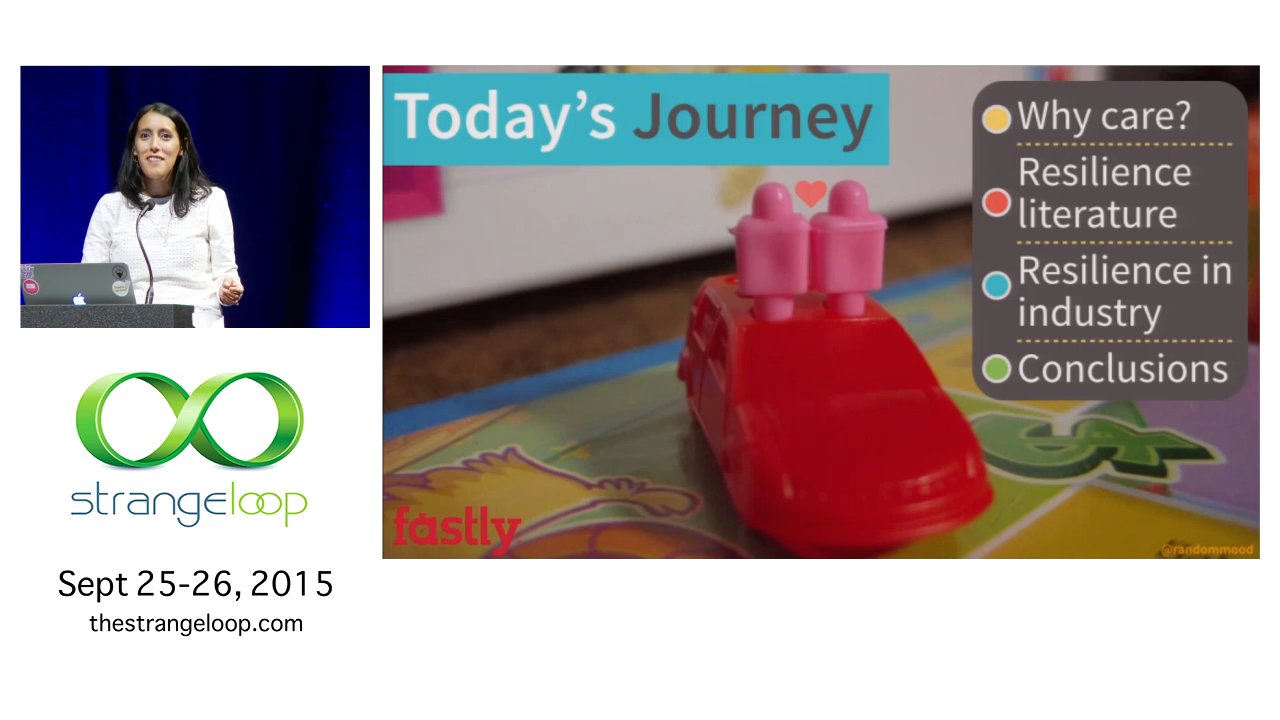 Today's Journey
Why care?
Resilience
literature
Resilience in
industry
Conclusions
fastly
@randommood
strangeloop
Sept 25-26, 2015
thestrangeloop.com